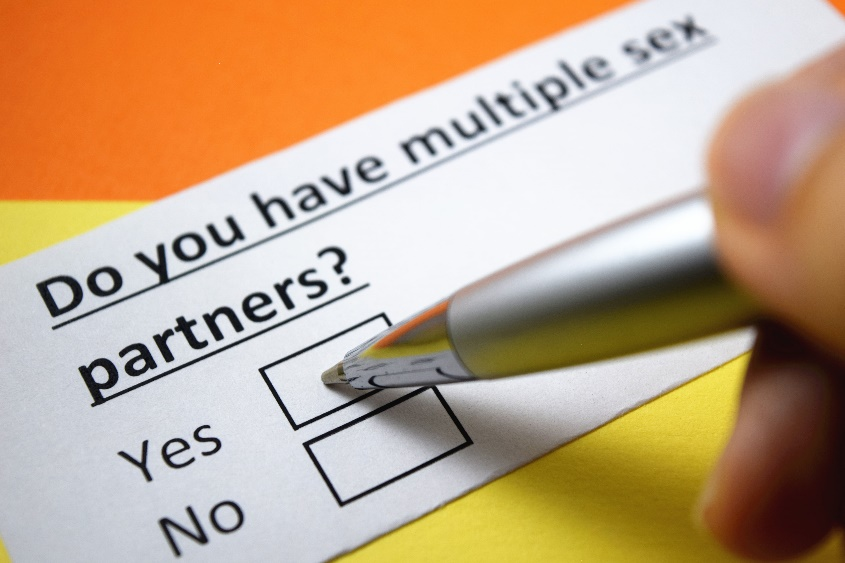 Do you have multiple sex
partners?
Yes
No